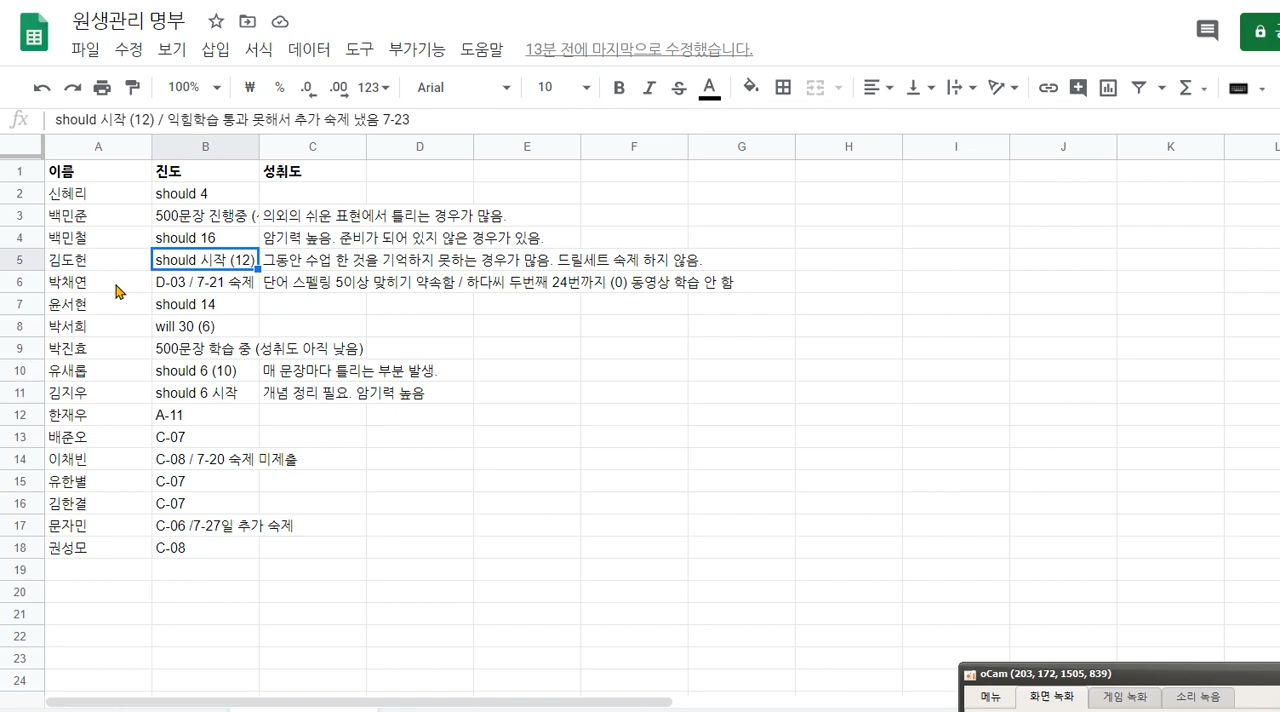 원생관리 명부
파일 수정 보기 삽입 서식 데이터 도구 부가기능 도움말 13분 전에 마지막으로 수정했습니다.
100% ₩ % .0 .00 123 Arial 10 B I S A
fx should 시작 (12) / 익힘학습 통과 못해서 추가 숙제 냈음 7-23
A B C D E F G H I J K L
1 이름 진도 성취도
2 신혜리 should 4
3 백민준 500문장 진행중 ( 의외의 쉬운 표현에서 틀리는 경우가 많음.
4 백민철 should 16 암기력 높음. 준비가 되어 있지 않은 경우가 있음.
5 김도헌 should 시작 (12) 그동안 수업 한 것을 기억하지 못하는 경우가 많음. 드릴세트 숙제 하지 않음.
6 박채연 D-03 / 7-21 숙제 단어 스펠링 5이상 맞히기 약속함 / 하다씨 두번째 24번까지 (0) 동영상 학습 안 함
7 윤서현 should 14
8 박서희 will 30 (6)
9 박진효 500문장 학습 중 (성취도 아직 낮음)
10 유새롭 should 6 (10) 매 문장마다 틀리는 부분 발생.
11 김지우 should 6 시작 개념 정리 필요. 암기력 높음
12 한재우 A-11
13 배준오 C-07
14 이채빈 C-08 / 7-20 숙제 미제출
15 유한별 C-07
16 김한결 C-07
17 문자민 C-06 /7-27일 추가 숙제
18 권성모 C-08
19
20
21
22
23
24
oCam (203, 172, 1505, 839)
메뉴 화면 녹화 게임 녹화 소리 녹음